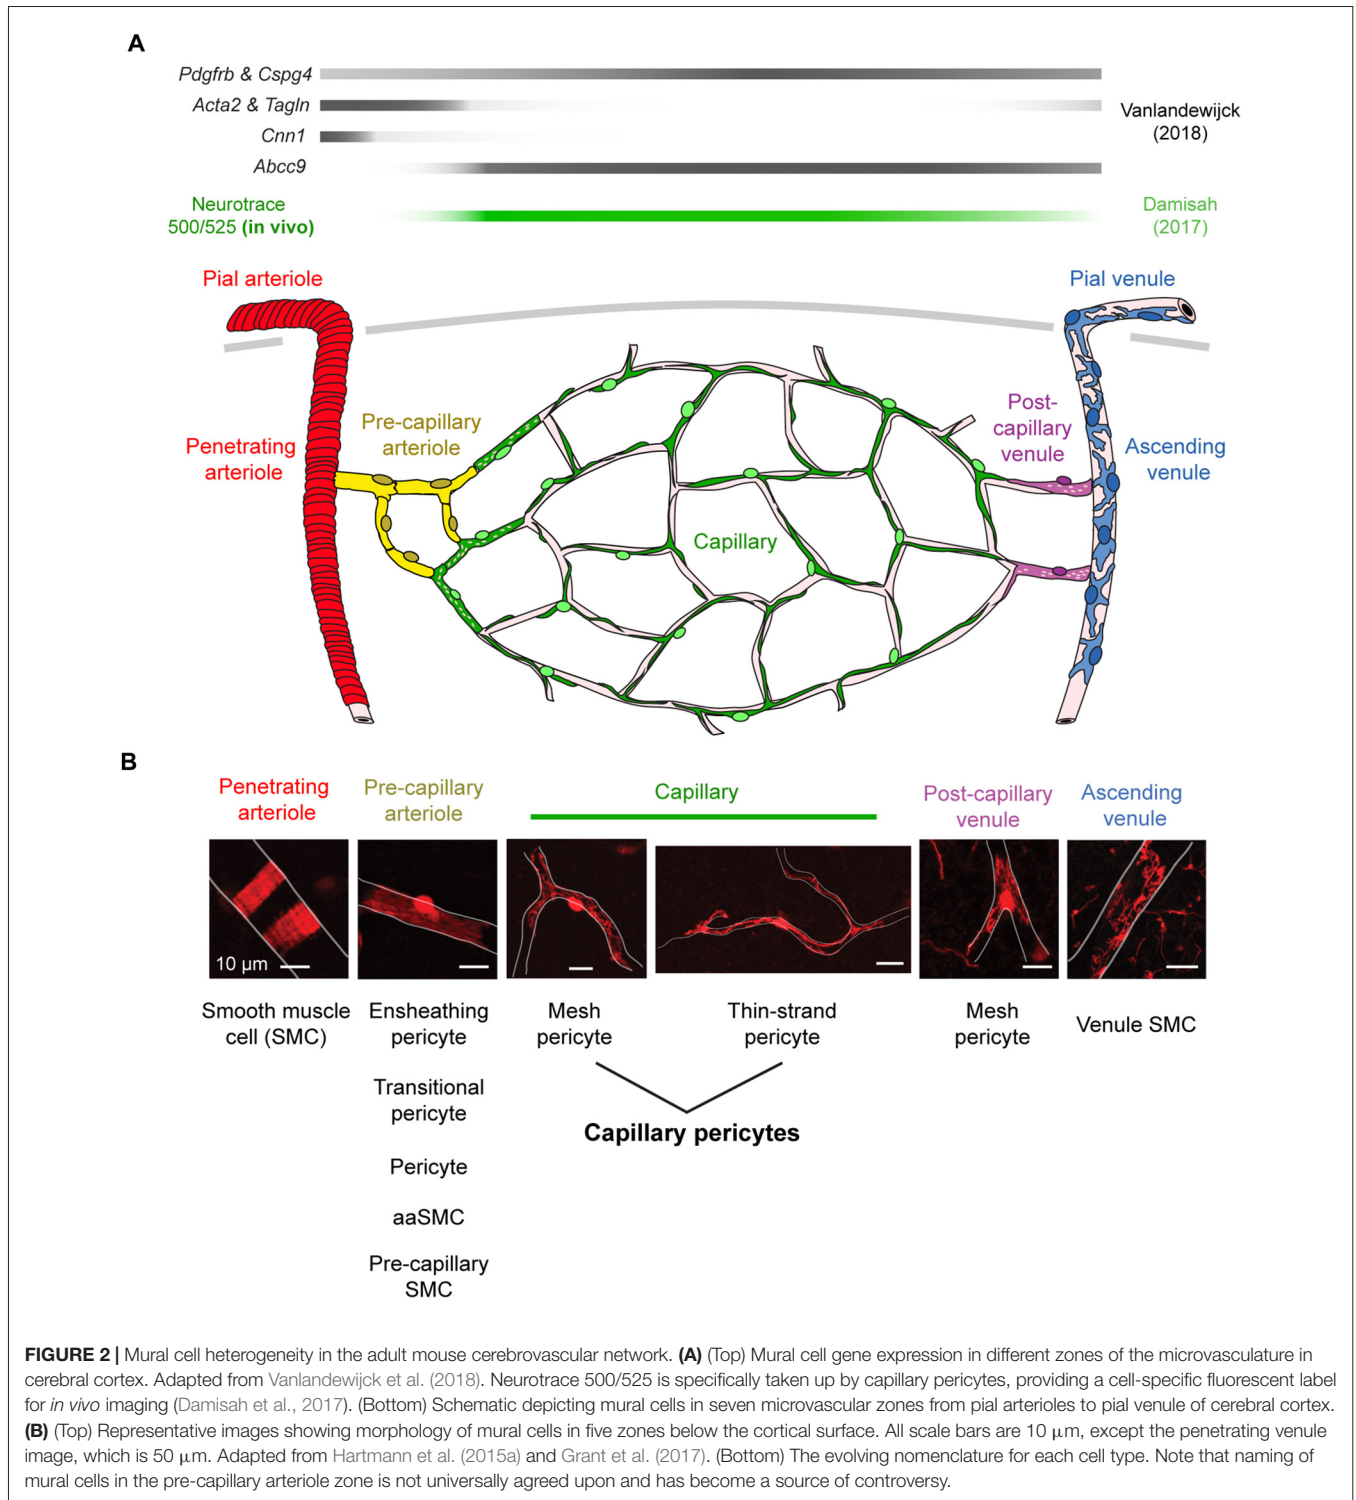 A
Pdgfrb & Cspg4
Acta2 & Tagln
Cnn1
Abcc9
Vanlandewijck
(2018)
Neurotrace
500/525 (in vivo)
Damisah
(2017)
Pial arteriole
Pial venule
Penetrating
arteriole
Pre-capillary
arteriole
Capillary
Post-
capillary
venule
Ascending
venule
B
Penetrating
arteriole
Pre-capillary
arteriole
Capillary
Post-capillary
venule
Ascending
venule
10 μm
Smooth muscle
cell (SMC)
Ensheathing
pericyte
Mesh
pericyte
Thin-strand
pericyte
Mesh
pericyte
Venule SMC
Transitional
pericyte
Capillary pericytes
Pericyte
aaSMC
Pre-capillary
SMC
FIGURE 2 | Mural cell heterogeneity in the adult mouse cerebrovascular network. (A) (Top) Mural cell gene expression in different zones of the microvasculature in
cerebral cortex. Adapted from Vanlandewijck et al. (2018). Neurotrace 500/525 is specifically taken up by capillary pericytes, providing a cell-specific fluorescent label
for in vivo imaging (Damisah et al., 2017). (Bottom) Schematic depicting mural cells in seven microvascular zones from pial arterioles to pial venule of cerebral cortex.
(B) (Top) Representative images showing morphology of mural cells in five zones below the cortical surface. All scale bars are 10 μm, except the penetrating venule
image, which is 50 μm. Adapted from Hartmann et al. (2015a) and Grant et al. (2017). (Bottom) The evolving nomenclature for each cell type. Note that naming of
mural cells in the pre-capillary arteriole zone is not universally agreed upon and has become a source of controversy.